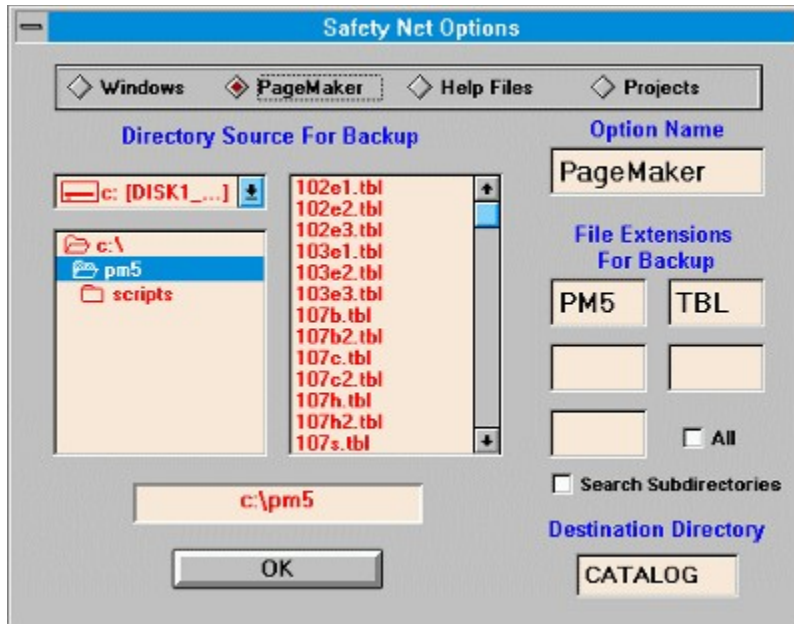 Safety Net Options
Windows PageMaker Help Files Projects
Directory Source For Backup
c: [DISK1_...]
c:\
pm5
scripts
102e1.tbl
102e2.tbl
102e3.tbl
103e1.tbl
103e2.tbl
103e3.tbl
107b.tbl
107b2.tbl
107c.tbl
107c2.tbl
107h.tbl
107h2.tbl
107s.tbl
c:\pm5
OK
Option Name
PageMaker
File Extensions
For Backup
PM5 TBL
All
Search Subdirectories
Destination Directory
CATALOG